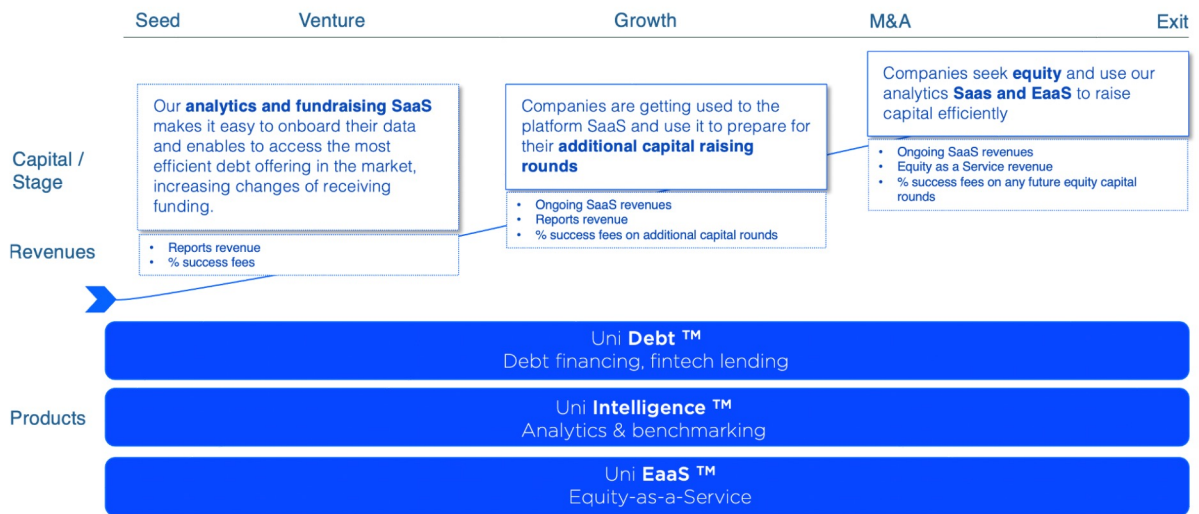 Seed
Venture
Growth
M&A
Exit
Capital /
Stage
Our analytics and fundraising SaaS
makes it easy to onboard their data
and enables to access the most
efficient debt offering in the market,
increasing changes of receiving
funding.
• Reports revenue
• % success fees
Companies are getting used to the
platform SaaS and use it to prepare for
their additional capital raising
rounds
• Ongoing SaaS revenues
• Reports revenue
• % success fees on additional capital rounds
Companies seek equity and use our
analytics Saas and EaaS to raise
capital efficiently
• Ongoing SaaS revenues
• Equity as a Service revenue
• % success fees on any future equity capital
rounds
Revenues
Products
Uni Debt ™
Debt financing, fintech lending
Uni Intelligence ™
Analytics & benchmarking
Uni EaaS ™
Equity-as-a-Service